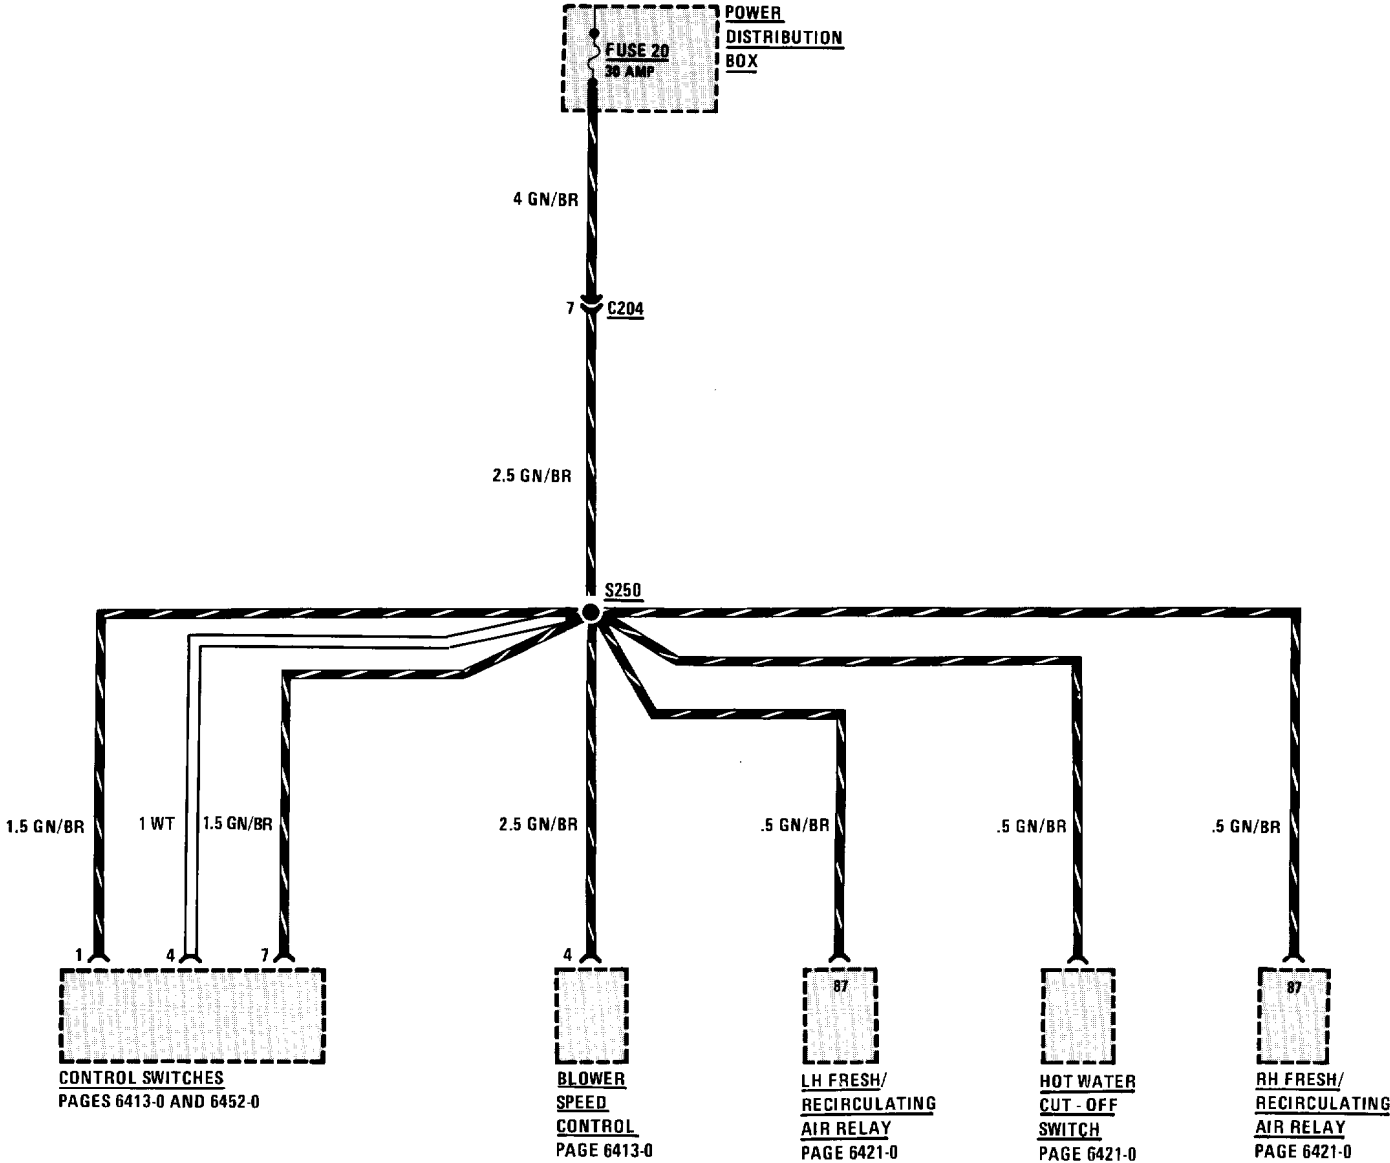 POWER
DISTRIBUTION
BOX
FUSE 20
30 AMP
4 GN/BR
7
C204
2.5 GN/BR
S250
1.5 GN/BR
1 WT
1.5 GN/BR
2.5 GN/BR
.5 GN/BR
.5 GN/BR
.5 GN/BR
1
4
7
4
87
87
CONTROL SWITCHES
PAGES 6413-0 AND 6452-0
BLOWER
SPEED
CONTROL
PAGE 6413-0
LH FRESH/
RECIRCULATING
AIR RELAY
PAGE 6421-0
HOT WATER
CUT - OFF
SWITCH
PAGE 6421-0
RH FRESH/
RECIRCULATING
AIR RELAY
PAGE 6421-0